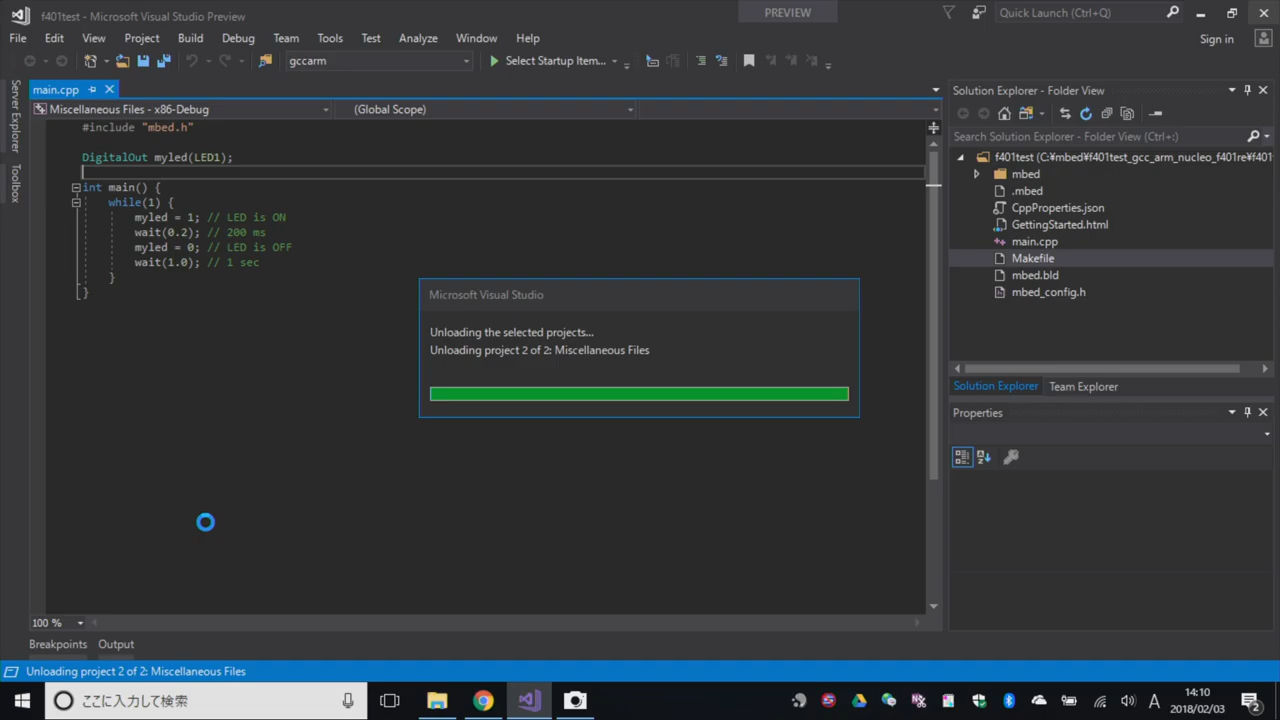 f401test - Microsoft Visual Studio Preview
PREVIEW
Quick Launch (Ctrl+Q)
File Edit View Project Build Debug Team Tools Test Analyze Window Help
Sign in
gccarm
Select Startup Item...
Server Explorer
Toolbox
main.cpp
Miscellaneous Files - x86-Debug
(Global Scope)
#include "mbed.h"
DigitalOut myled(LED1);
int main() {
while(1) {
myled = 1; // LED is ON
wait(0.2); // 200 ms
myled = 0; // LED is OFF
wait(1.0); // 1 sec
}
}
Microsoft Visual Studio
Unloading the selected projects...
Unloading project 2 of 2: Miscellaneous Files
Solution Explorer - Folder View
Search Solution Explorer - Folder View (Ctrl+;)
f401test (C:¥mbed¥f401test_gcc_arm_nucleo_f401re¥f401
mbed
.mbed
CppProperties.json
GettingStarted.html
main.cpp
Makefile
mbed.bld
mbed_config.h
Solution Explorer Team Explorer
Properties
100 %
Breakpoints Output
Unloading project 2 of 2: Miscellaneous Files
ここに入力して検索
A
14:10
2018/02/03
2